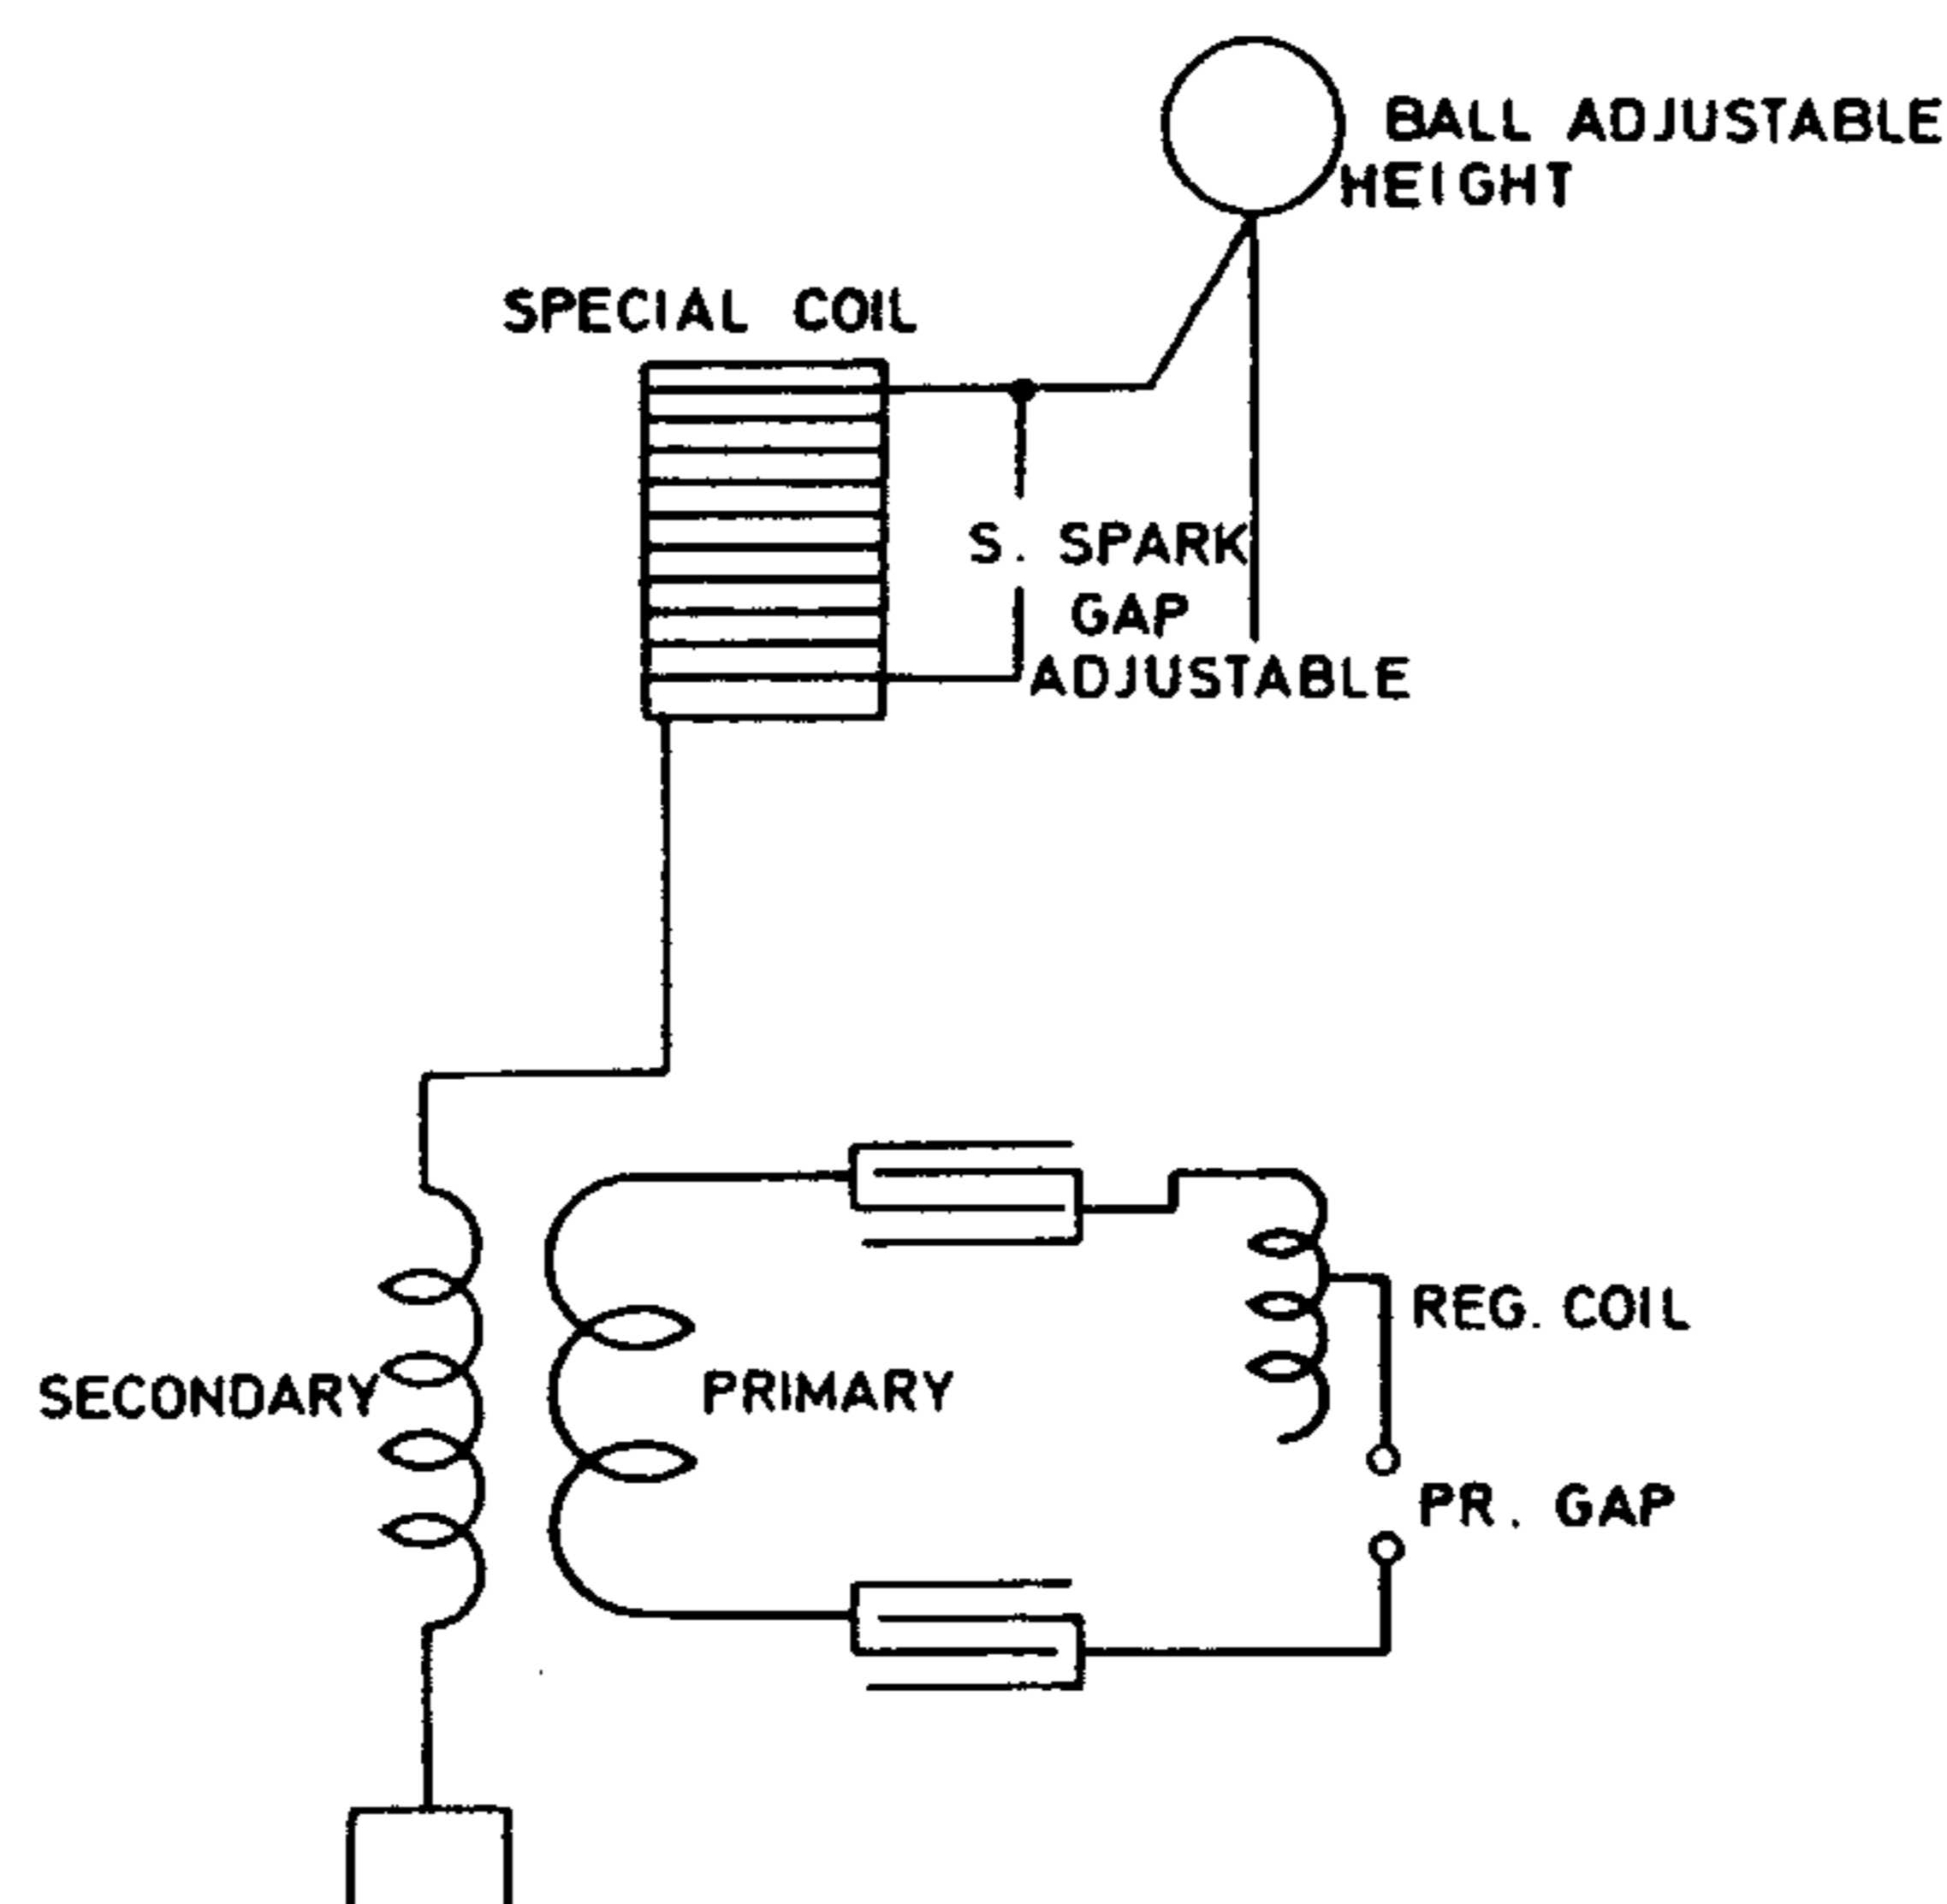 BALL ADJUSTABLE
HEIGHT
SPECIAL COIL
S. SPARK
GAP
ADJUSTABLE
REG. COIL
SECONDARY
PRIMARY
PR. GAP